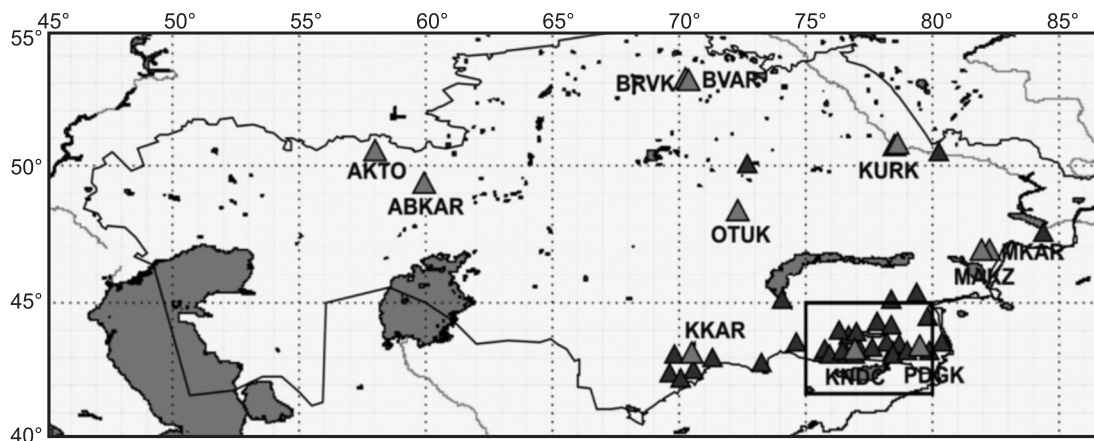 45° 50° 55° 60° 65° 70° 75° 80° 85°
55°
BRVK BVAR
50°
AKTO
KURK
ABKAR
OTUK
MKAR
MAKZ
45°
KKAR
KNDC PDGK
40°